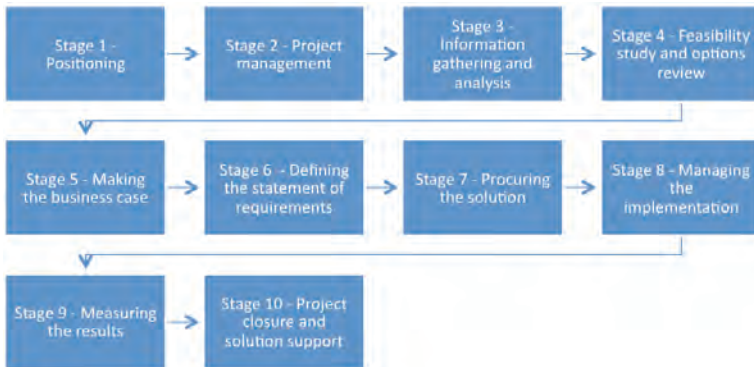 Stage 1 -
Positioning
Stage 2 - Project
management
Stage 3 -
Information
gathering and
analysis
Stage 4 - Feasibility
study and options
review
Stage 5 - Making
the business case
Stage 6 - Defining
the statement of
requirements
Stage 7 - Procuring
the solution
Stage 8 - Managing
the
implementation
Stage 9 - Measuring
the results
Stage 10 - Project
closure and
solution support